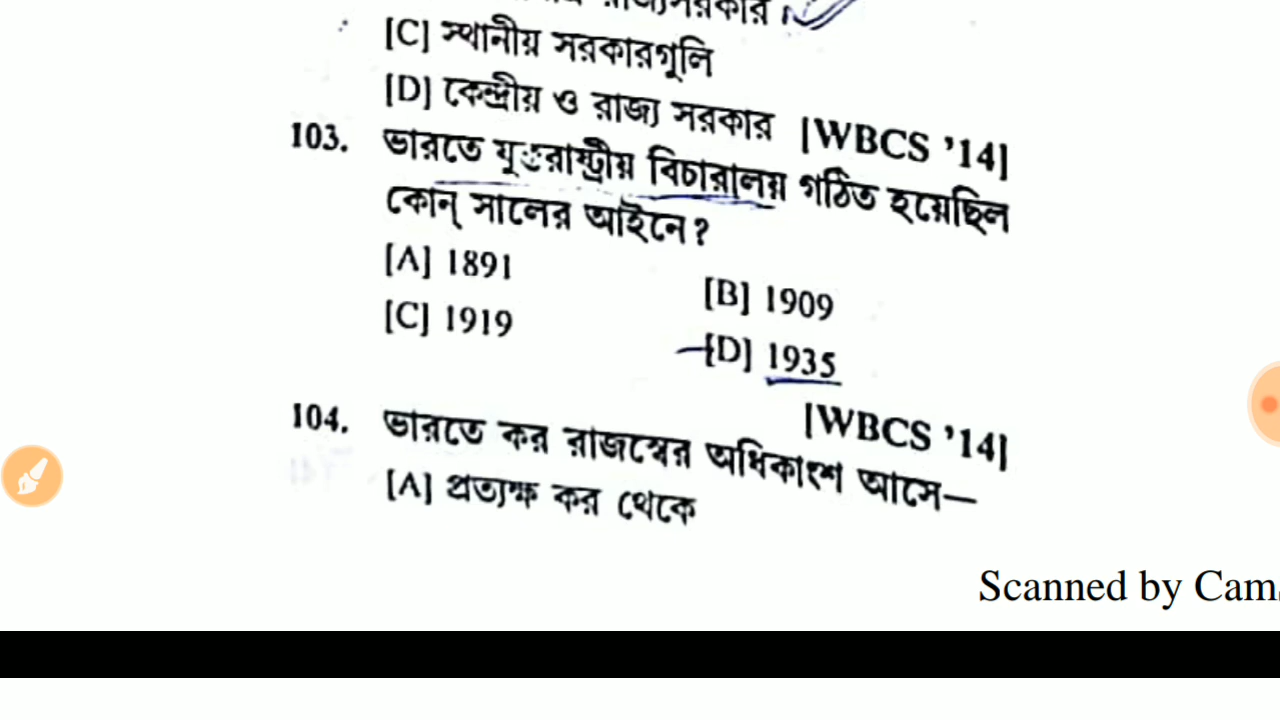 রাজ্যসরকার।
[C] স্থানীয় সরকারগুলি
[D] কেন্দ্রীয় ও রাজ্য সরকার [WBCS ’14]
103. ভারতে যুক্তরাষ্ট্রীয় বিচারালয় গঠিত হয়েছিল
কোন্ সালের আইনে?
[A] 1891 [B] 1909
[C] 1919 [D] 1935
[WBCS ’14]
104. ভারতে কর রাজস্বের অধিকাংশ আসে—
[A] প্রত্যক্ষ কর থেকে
Scanned by Cam